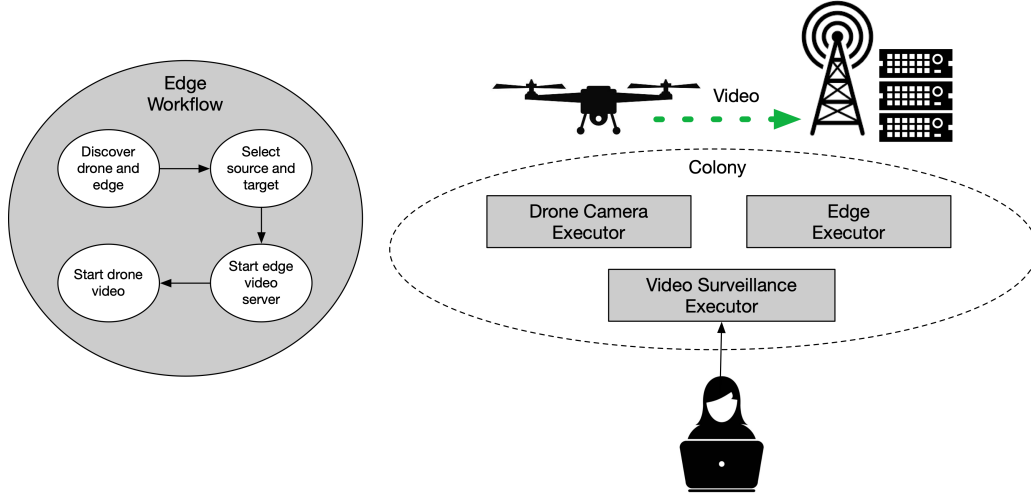 Edge
Workflow
Discover
drone and
edge
Select
source and
target
Start drone
video
Start edge
video
server
Video
Colony
Drone Camera
Executor
Edge
Executor
Video Surveillance
Executor